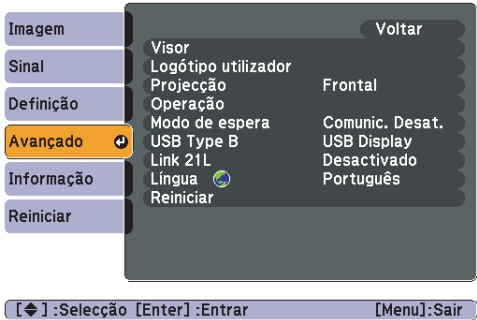 Imagem
Sinal
Definição
Avançado
Informação
Reiniciar
Voltar
Visor
Logótipo utilizador
Projecção Frontal
Operação
Modo de espera Comunic. Desat.
USB Type B USB Display
Link 21L Desactivado
Língua Português
Reiniciar
[◆] :Selecção [Enter] :Entrar [Menu]:Sair